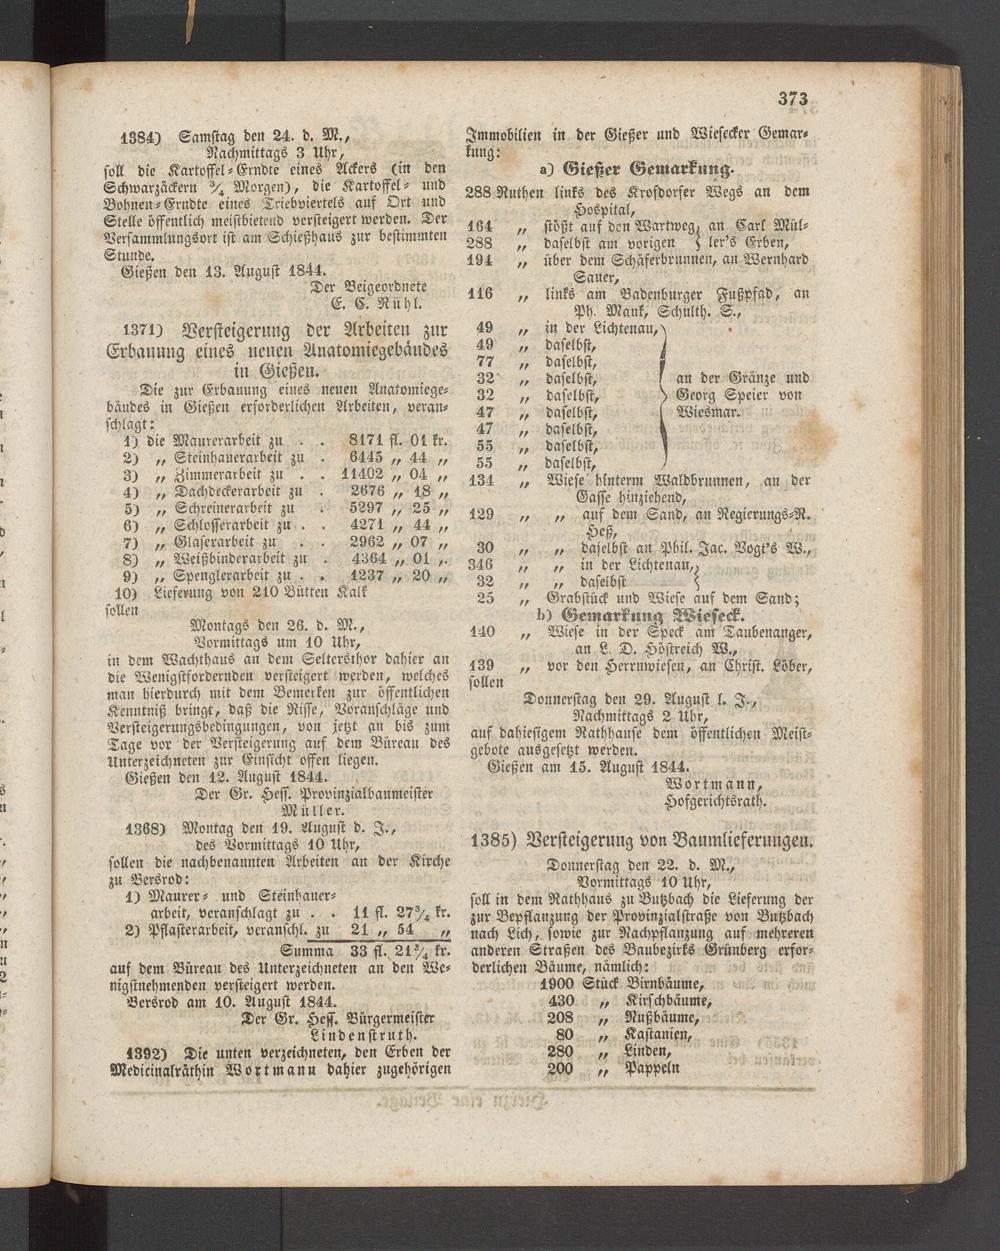 373
1384) Samstag den 24. d. M.,
Nachmittags 3 Uhr,
soll die Kartoffel-Erndte eines Ackers (in den
Schwarzäckern ¾ Morgen), die Kartoffel- und
Bohnen-Erndte eines Triebviertels auf Ort und
Stelle öffentlich meistbietend versteigert werden. Der
Versammlungsort ist am Schießhaus zur bestimmten
Stunde.
Gießen den 13. August 1844.
Der Beigeordnete
E. C. Rühl.
1371) Versteigerung der Arbeiten zur
Erbauung eines neuen Anatomiegebäudes
in Gießen.
Die zur Erbauung eines neuen Anatomiege-
bäudes in Gießen erforderlichen Arbeiten, veran-
schlagt:
1) die Maurerarbeit zu . . 8171 fl. 01 kr.
2) „ Steinhauerarbeit zu . 6445 „ 44 „
3) „ Zimmerarbeit zu . . 11402 „ 04 „
4) „ Dachdeckerarbeit zu . 2676 „ 18 „
5) „ Schreinerarbeit zu . 5297 „ 25 „
6) „ Schlosserarbeit zu . . 4271 „ 44 „
7) „ Glaserarbeit zu . . 2962 „ 07 „
8) „ Weißbinderarbeit zu . 4364 „ 01 „
9) „ Spenglerarbeit zu . . 1237 „ 20 „
10) Lieferung von 210 Bütten Kalk
sollen
Montags den 26. d. M.,
Vormittags um 10 Uhr,
in dem Wachthaus an dem Seltersthor dahier an
die Wenigstfordernden versteigert werden, welches
man hierdurch mit dem Bemerken zur öffentlichen
Kenntniß bringt, daß die Risse, Voranschläge und
Versteigerungsbedingungen, von jetzt an bis zum
Tage vor der Versteigerung auf dem Büreau des
Unterzeichneten zur Einsicht offen liegen.
Gießen den 12. August 1844.
Der Gr. Hess. Provinzialbaumeister
Müller.
1368) Montag den 19. August d. J.,
des Vormittags 10 Uhr,
sollen die nachbenannten Arbeiten an der Kirche
zu Bersrod:
1) Maurer- und Steinhauer-
arbeit, veranschlagt zu . . 11 fl. 27¾ kr.
2) Pflasterarbeit, veranschl. zu 21 „ 54 „
Summa 33 fl. 21¾ kr.
auf dem Büreau des Unterzeichneten an den We-
nigstnehmenden versteigert werden.
Bersrod am 10. August 1844.
Der Gr. Hess. Bürgermeister
Lindenstruth.
1392) Die unten verzeichneten, den Erben der
Medicinalräthin Wortmann dahier zugehörigen
Immobilien in der Gießer und Wiesecker Gemar-
kung:
a) Gießer Gemarkung.
288 Ruthen links des Krofdorfer Wegs an dem
Hospital,
164 „ stößt auf den Wartweg, an Carl Mül-
288 „ daselbst am vorigen } ler's Erben,
194 „ über dem Schäferbrunnen, an Wernhard
Sauer,
116 „ links am Badenburger Fußpfad, an
Ph. Mank, Schulth. S.,
49 „ in der Lichtenau,
49 „ daselbst,
77 „ daselbst,
32 „ daselbst, an der Gränze und
32 „ daselbst, Georg Speier von
47 „ daselbst, Wiesmar.
47 „ daselbst,
55 „ daselbst,
55 „ daselbst,
134 „ Wiese hinterm Waldbrunnen, an der
Gasse hinziehend,
129 „ „ auf dem Sand, an Regierungs-R.
Heß,
30 „ „ daselbst an Phil. Jac. Vogt's W.,
346 „ „ in der Lichtenau,
32 „ „ daselbst
25 „ Grabstück und Wiese auf dem Sand;
b) Gemarkung Wieseck.
140 „ Wiese in der Speck am Taubenanger,
an L. D. Höstreich W.,
139 „ vor den Herrnwiesen, an Christ. Löber,
sollen
Donnerstag den 29. August l. J.,
Nachmittags 2 Uhr,
auf dahiesigem Rathhause dem öffentlichen Meist-
gebote ausgesetzt werden.
Gießen am 15. August 1844.
Wortmann,
Hofgerichtsrath.
1385) Versteigerung von Baumlieferungen.
Donnerstag den 22. d. M.,
Vormittags 10 Uhr,
soll in dem Rathhaus zu Butzbach die Lieferung der
zur Bepflanzung der Provinzialstraße von Butzbach
nach Lich, sowie zur Nachpflanzung auf mehreren
anderen Straßen des Baubezirks Grünberg erfor-
derlichen Bäume, nämlich:
1900 Stück Birnbäume,
430 „ Kirschbäume,
208 „ Nußbäume,
80 „ Kastanien,
280 „ Linden,
200 „ Pappeln